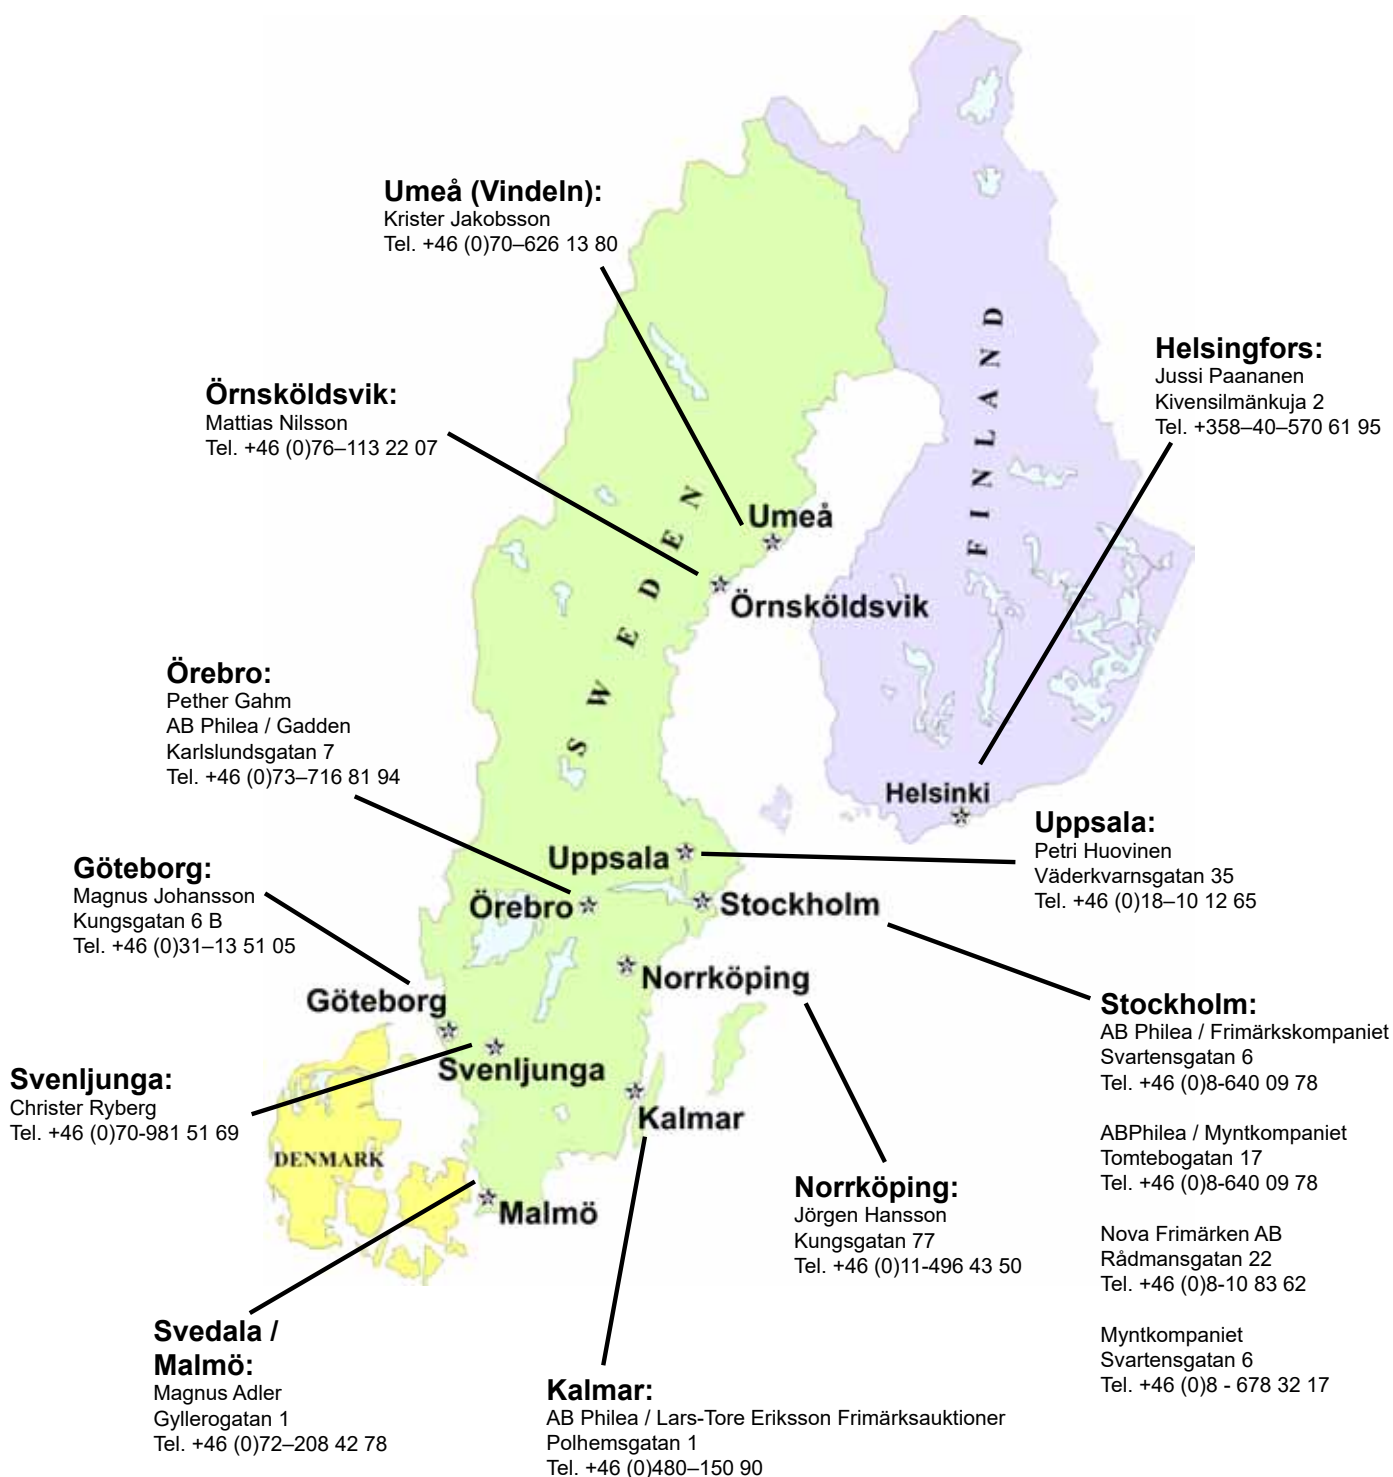 Umeå (Vindeln):
Krister Jakobsson
Tel. +46 (0)70–626 13 80
Helsingfors:
Jussi Paananen
Kivensilmänkuja 2
Tel. +358–40–570 61 95
Örnsköldsvik:
Mattias Nilsson
Tel. +46 (0)76–113 22 07
FINLAND
SWEDEN
Umeå
Örnsköldsvik
Örebro:
Pether Gahm
AB Philea / Gadden
Karlslundsgatan 7
Tel. +46 (0)73–716 81 94
Helsinki
Uppsala:
Petri Huovinen
Väderkvarnsgatan 35
Tel. +46 (0)18–10 12 65
Uppsala
Örebro
Stockholm
Göteborg:
Magnus Johansson
Kungsgatan 6 B
Tel. +46 (0)31–13 51 05
Norrköping
Göteborg
Svenljunga
Kalmar
Stockholm:
AB Philea / Frimärkskompaniet
Svartensgatan 6
Tel. +46 (0)8-640 09 78
ABPhilea / Myntkompaniet
Tomtebogatan 17
Tel. +46 (0)8-640 09 78
Nova Frimärken AB
Rådmansgatan 22
Tel. +46 (0)8-10 83 62
Myntkompaniet
Svartensgatan 6
Tel. +46 (0)8 - 678 32 17
Svenljunga:
Christer Ryberg
Tel. +46 (0)70-981 51 69
DENMARK
Malmö
Norrköping:
Jörgen Hansson
Kungsgatan 77
Tel. +46 (0)11-496 43 50
Svedala /
Malmö:
Magnus Adler
Gyllerogatan 1
Tel. +46 (0)72–208 42 78
Kalmar:
AB Philea / Lars-Tore Eriksson Frimärksauktioner
Polhemsgatan 1
Tel. +46 (0)480–150 90